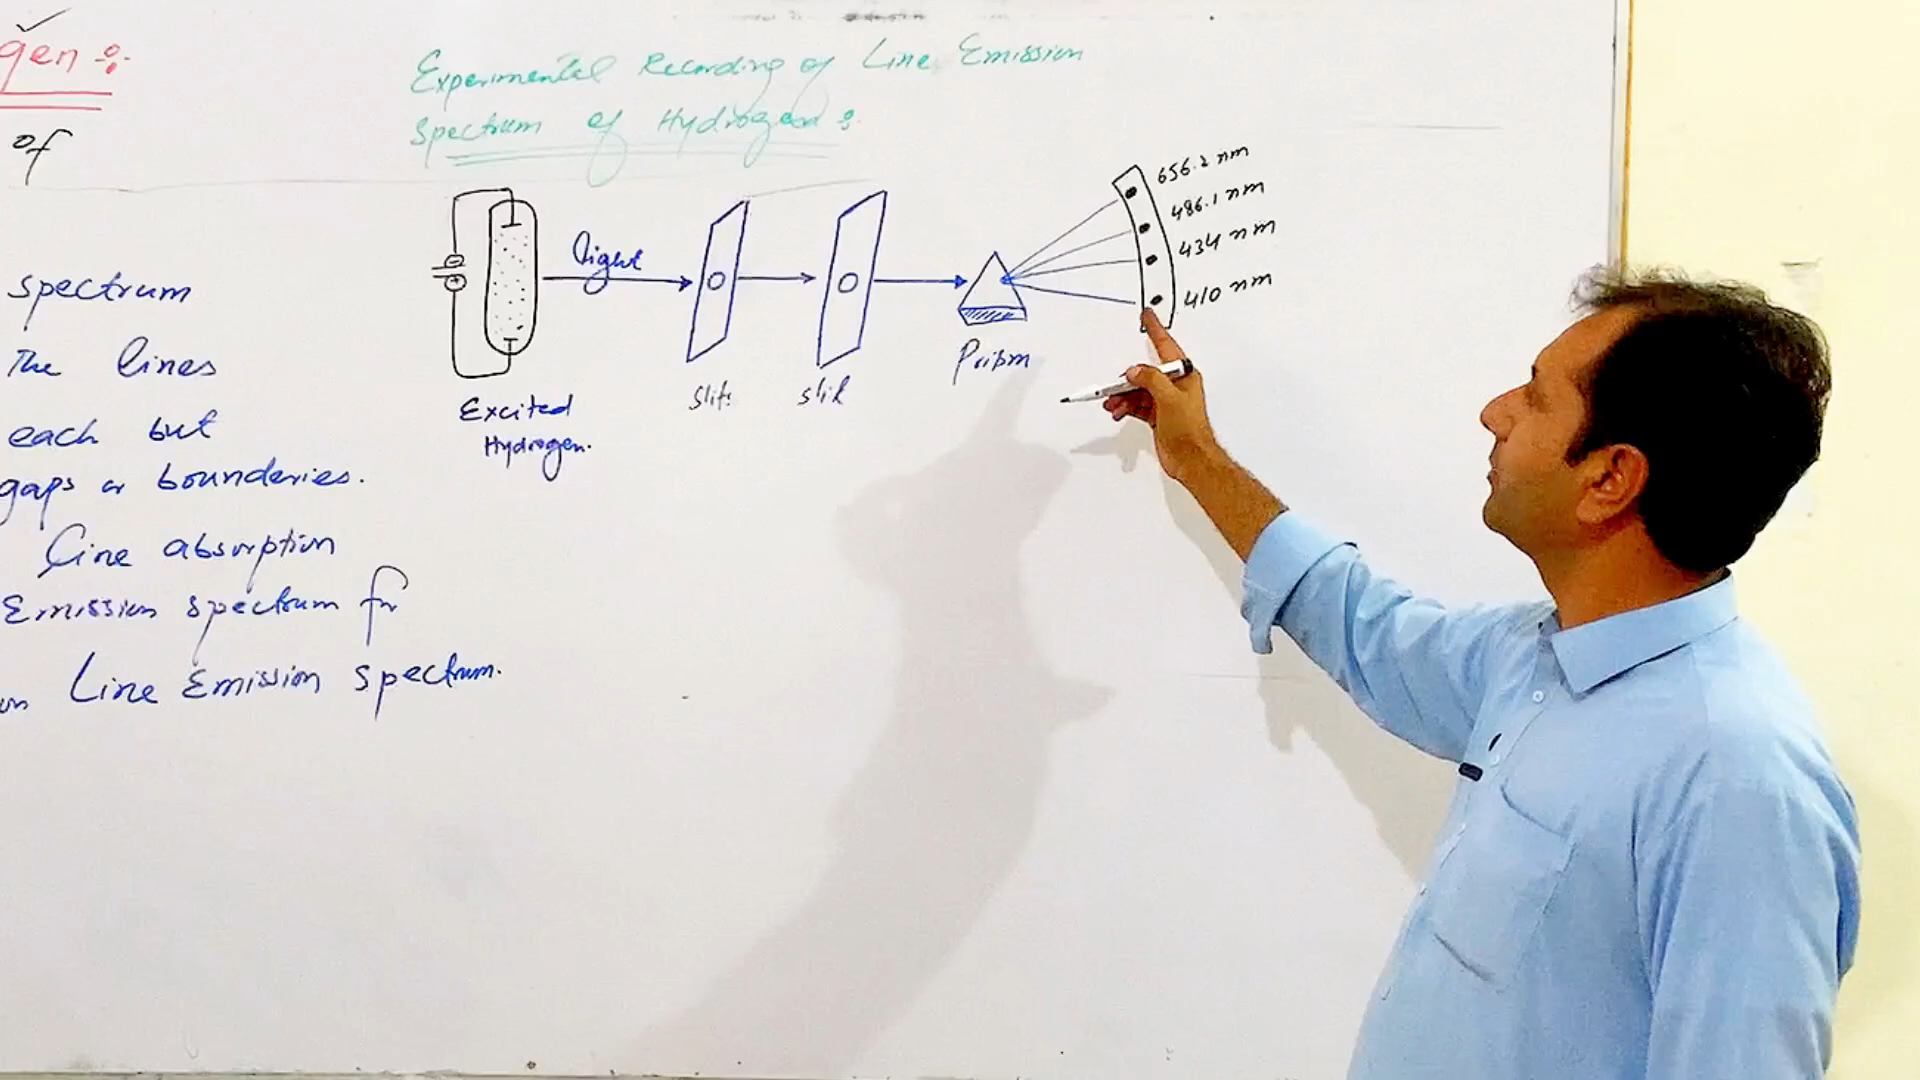 gen :
of
spectrum
The lines
each but
gaps or bounderies.
Line absorption
Emission spectrum for
on Line Emission spectrum.
Experimental Recording of Line Emission
Spectrum of Hydrogen :
Light
Excited
Hydrogen.
Slit
slit
Prism
656.2 nm
486.1 nm
434 nm
410 nm